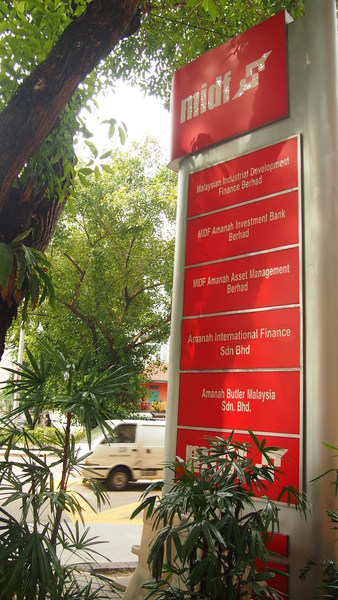 midf
Malaysian Industrial Development
Finance Berhad
MIDF Amanah Investment Bank
Berhad
MIDF Amanah Asset Management
Berhad
Amanah International Finance
Sdn Bhd
Amanah Butler Malaysia
Sdn. Bhd.